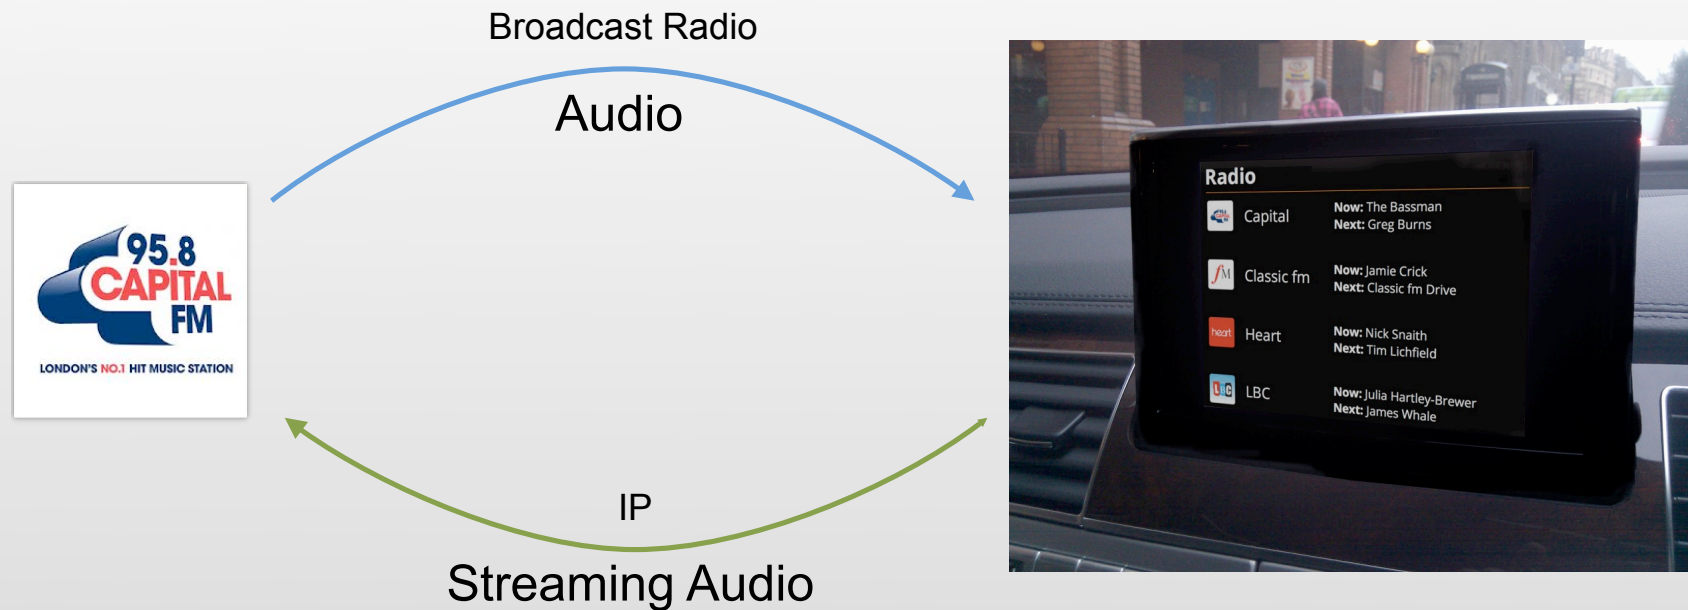 Broadcast Radio
Audio
95.8
CAPITAL
FM
LONDON'S NO.1 HIT MUSIC STATION
IP
Streaming Audio
Radio
Capital
Now: The Bassman
Next: Greg Burns
Classic fm
Now: Jamie Crick
Next: Classic fm Drive
heart
Heart
Now: Nick Snaith
Next: Tim Lichfield
LBC
LBC
Now: Julia Hartley-Brewer
Next: James Whale